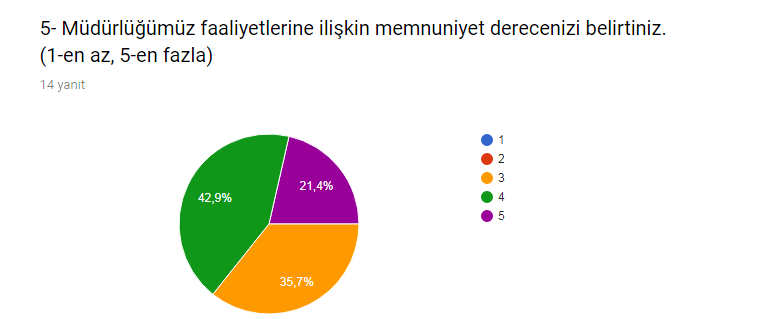 5- Müdürlüğümüz faaliyetlerine ilişkin memnuniyet derecenizi belirtiniz.
(1-en az, 5-en fazla)
14 yanıt
1
2
3
4
5
42,9%
21,4%
35,7%